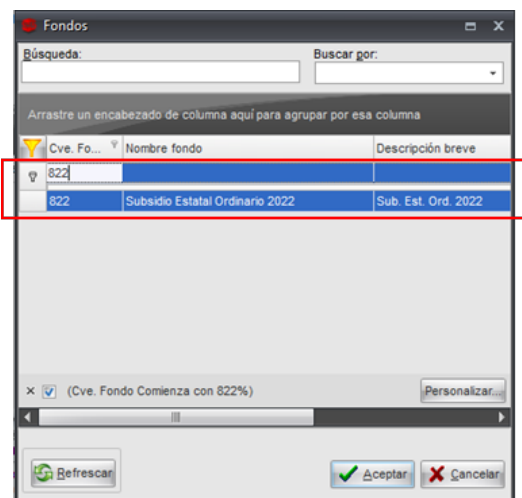 Fondos
Búsqueda: Buscar por:
Arrastre un encabezado de columna aquí para agrupar por esa columna
Cve. Fo... Nombre fondo Descripción breve
822
822 Subsidio Estatal Ordinario 2022 Sub. Est. Ord. 2022
(Cve. Fondo Comienza con 822%) Personalizar...
Refrescar Aceptar Cancelar